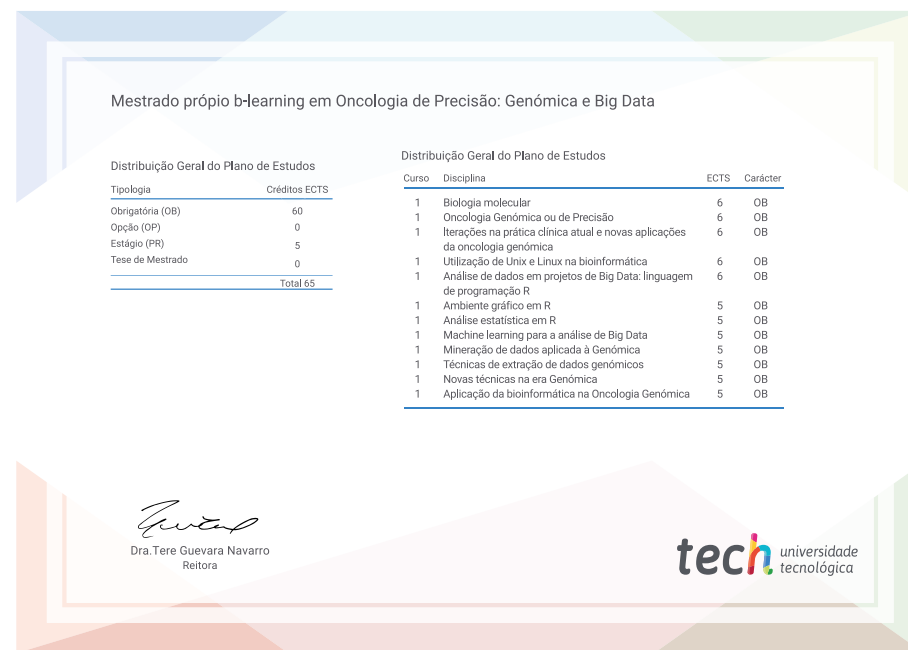 Mestrado própio b-learning em Oncologia de Precisão: Genómica e Big Data
Distribuição Geral do Plano de Estudos
Tipologia Créditos ECTS
Obrigatória (OB) 60
Opção (OP) 0
Estágio (PR) 5
Tese de Mestrado 0
Total 65
Distribuição Geral do Plano de Estudos
Curso Disciplina ECTS Carácter
1 Biologia molecular 6 OB
1 Oncologia Genómica ou de Precisão 6 OB
1 Iterações na prática clínica atual e novas aplicações 6 OB
da oncologia genómica
1 Utilização de Unix e Linux na bioinformática 6 OB
1 Análise de dados em projetos de Big Data: linguagem 6 OB
de programação R
1 Ambiente gráfico em R 5 OB
1 Análise estatística em R 5 OB
1 Machine learning para a análise de Big Data 5 OB
1 Mineração de dados aplicada à Genómica 5 OB
1 Técnicas de extração de dados genómicos 5 OB
1 Novas técnicas na era Genómica 5 OB
1 Aplicação da bioinformática na Oncologia Genómica 5 OB
Dra.Tere Guevara Navarro
Reitora
tech universidade
tecnológica